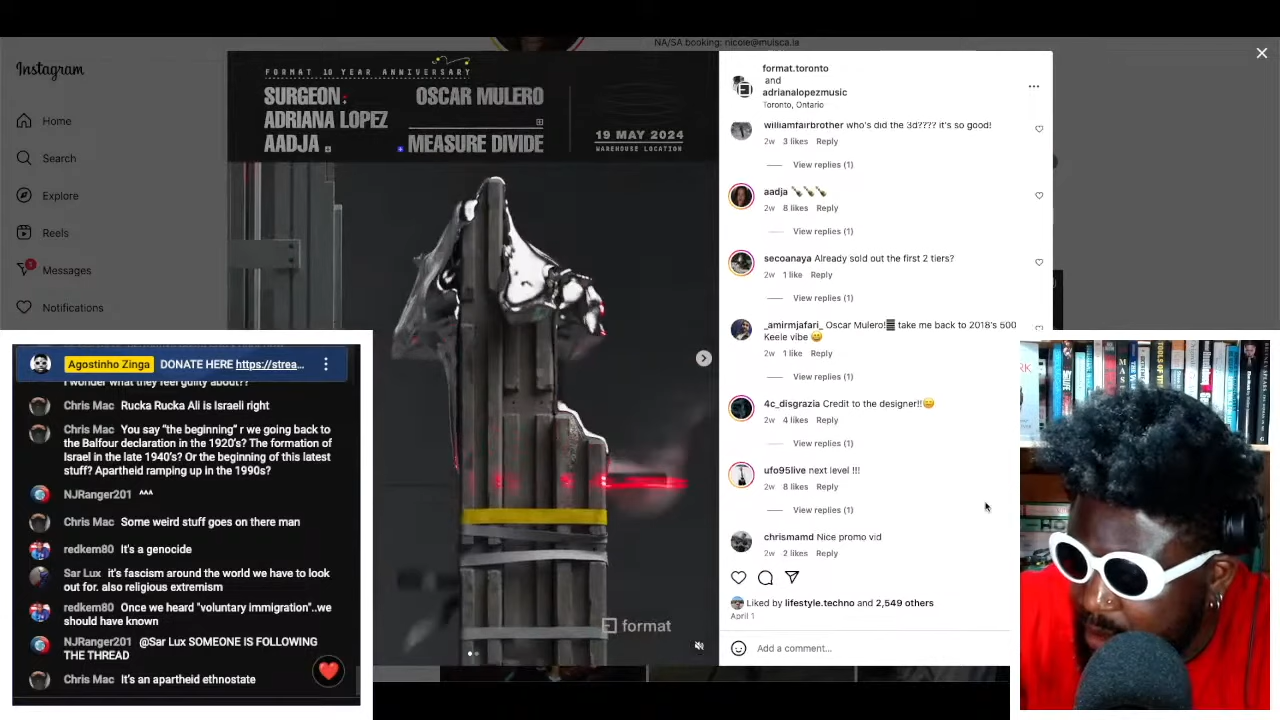 NA/SA booking: nicole@muisca.la
Instagram
Home
Search
Explore
Reels
1
Messages
Notifications
FORMAT 10 YEAR ANNIVERSARY
SURGEON
OSCAR MULERO
ADRIANA LOPEZ
AADJA
MEASURE DIVIDE
19 MAY 2024
WAREHOUSE LOCATION
format
format.toronto
and
adrianalopezmusic
Toronto, Ontario
williamfairbrother who's did the 3d???? it's so good!
2w 3 likes Reply
View replies (1)
aadja 🍾🍾🍾
2w 8 likes Reply
View replies (1)
secoanaya Already sold out the first 2 tiers?
2w 1 like Reply
View replies (1)
_amirmjafari_ Oscar Mulero! take me back to 2018's 500
Keele vibe 😀
2w 1 like Reply
View replies (1)
4c_disgrazia Credit to the designer!!😀
2w 4 likes Reply
View replies (1)
ufo95live next level !!!
2w 8 likes Reply
View replies (1)
chrismamd Nice promo vid
2w 2 likes Reply
Liked by lifestyle.techno and 2,549 others
April 1
Add a comment...
Agostinho Zinga DONATE HERE https://strea...
I wonder what they feel guilty about??
Chris Mac Rucka Rucka Ali is Israeli right
Chris Mac You say "the beginning" r we going back to
the Balfour declaration in the 1920's? The formation of
Israel in the late 1940's? Or the beginning of this latest
stuff? Apartheid ramping up in the 1990s?
NJRanger201 ^^^
Chris Mac Some weird stuff goes on there man
redkem80 It's a genocide
Sar lux it's fascism around the world we have to look
out for. also religious extremism
redkem80 Once we heard "voluntary immigration"..we
should have known
NJRanger201 @Sar Lux SOMEONE IS FOLLOWING
THE THREAD
Chris Mac It's an apartheid ethnostate